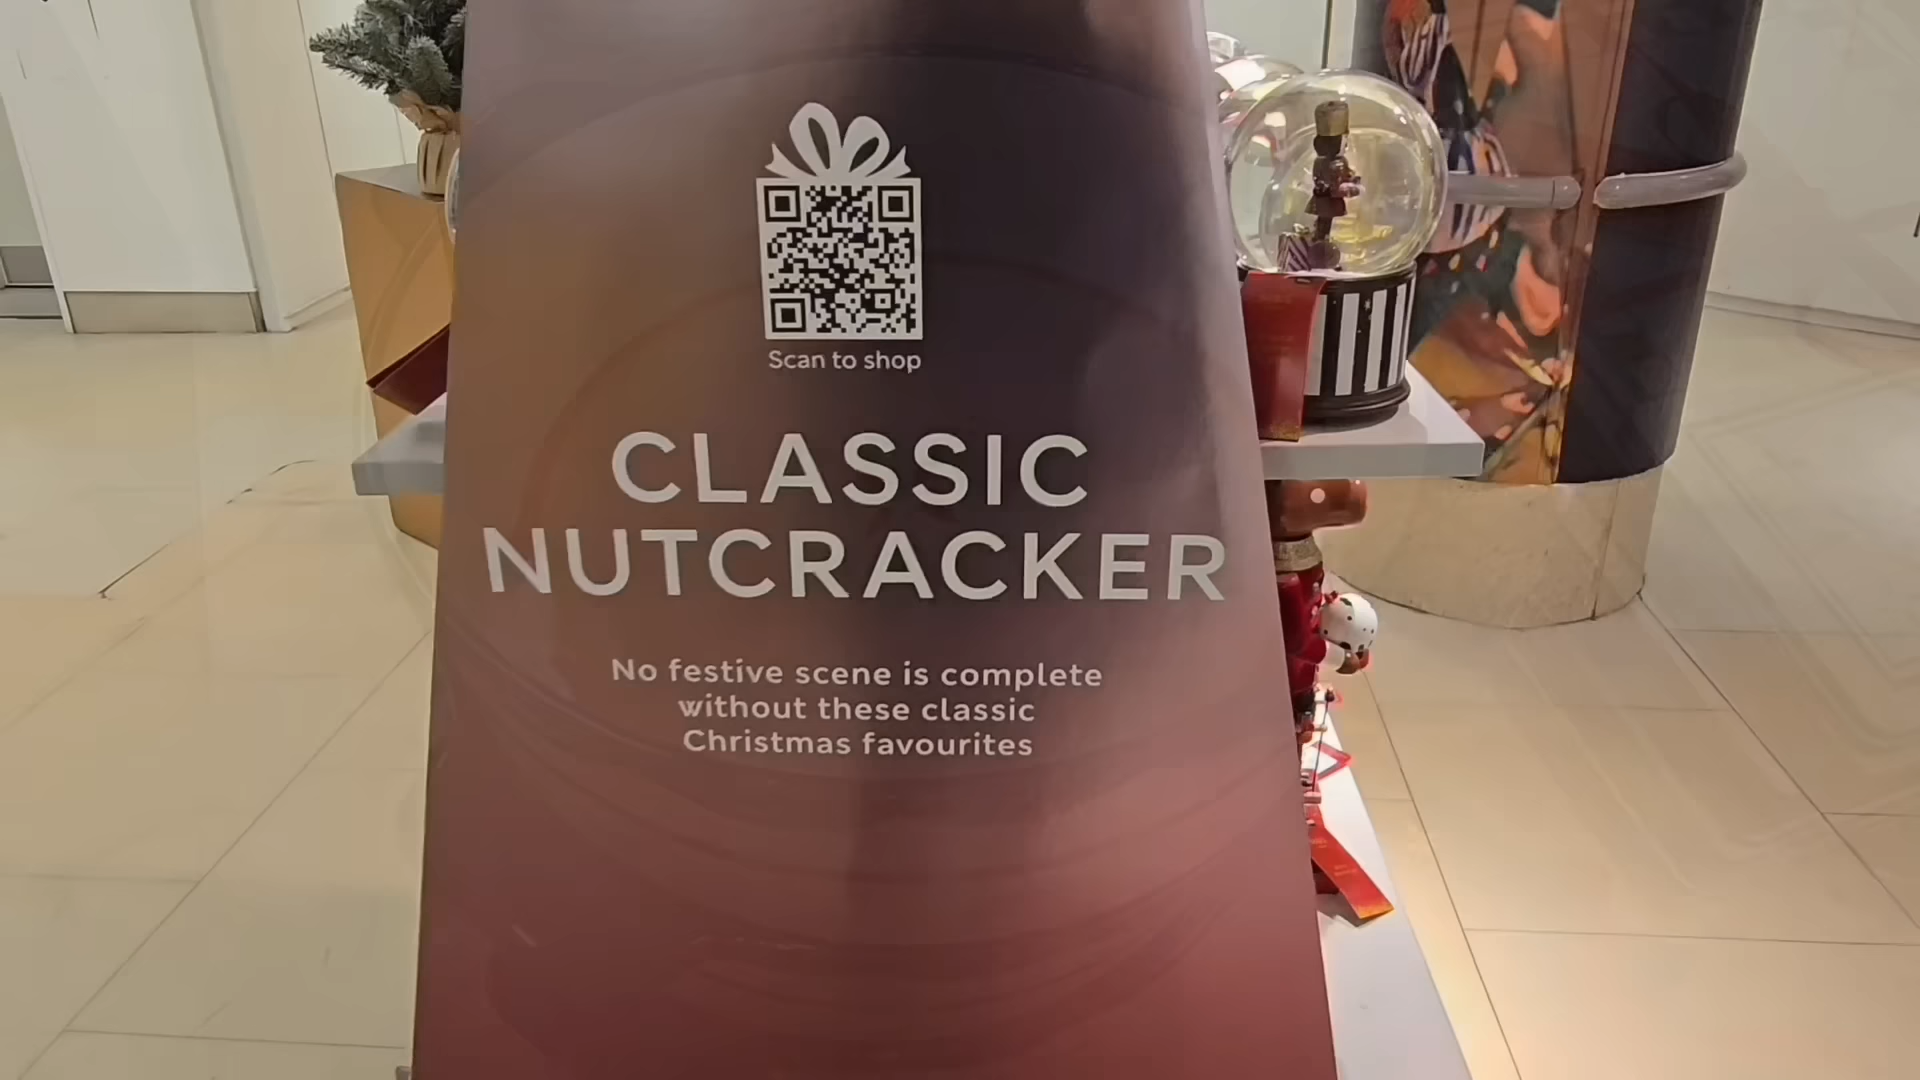 Scan to shop
CLASSIC
NUTCRACKER
No festive scene is complete
without these classic
Christmas favourites